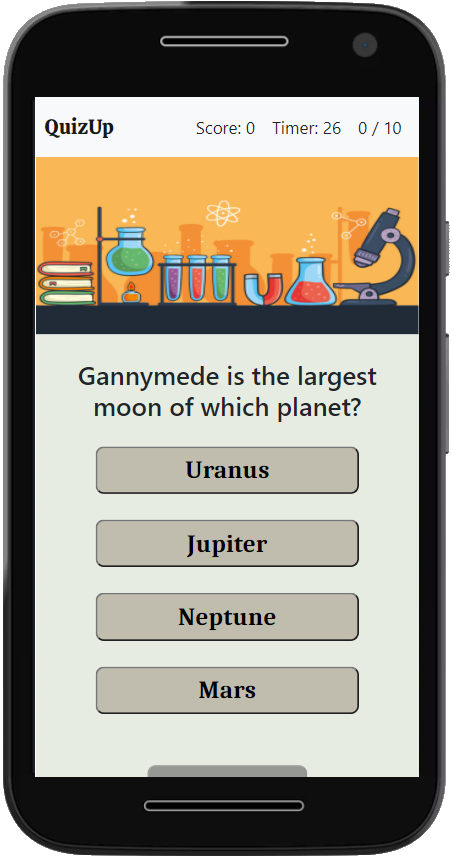 QuizUp Score: 0 Timer: 26 0 / 10
Gannymede is the largest
moon of which planet?
Uranus
Jupiter
Neptune
Mars